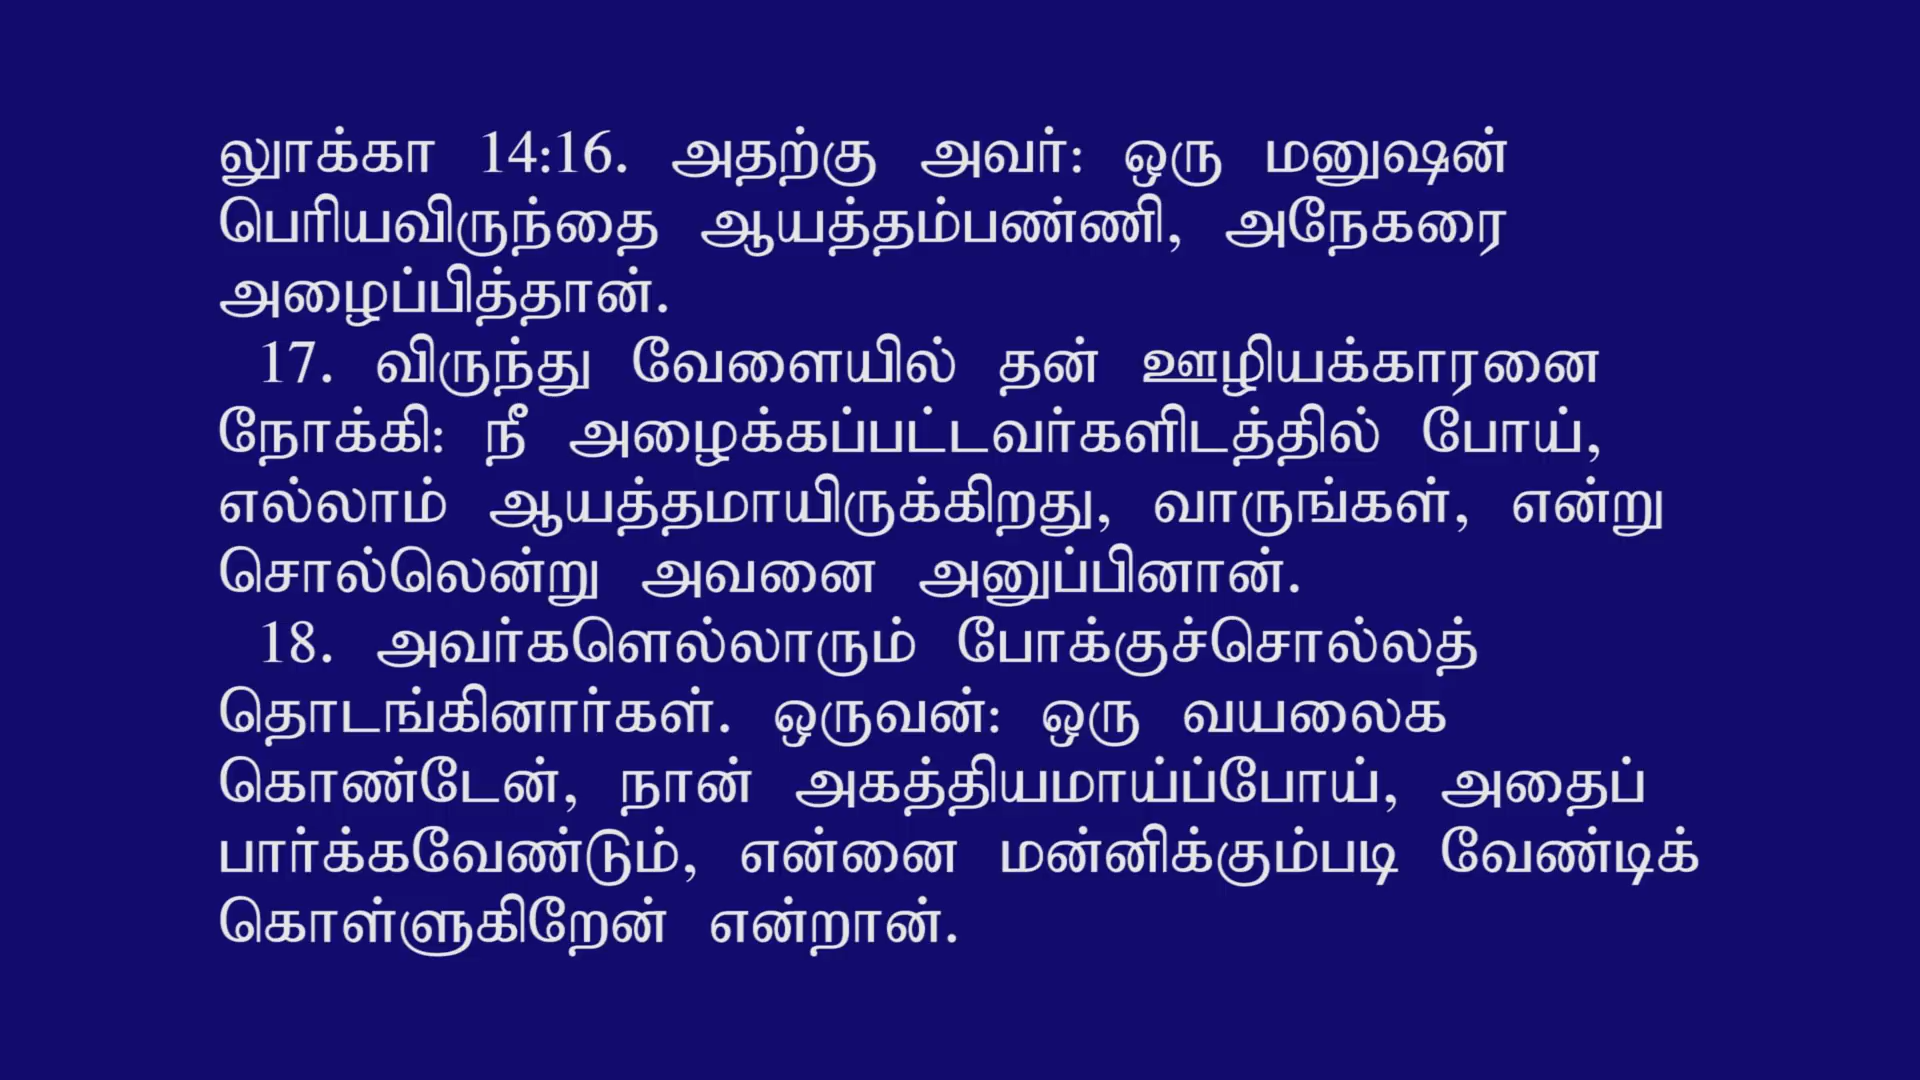 லூக்கா 14:16. அதற்கு அவர்: ஒரு மனுஷன்
பெரியவிருந்தை ஆயத்தம்பண்ணி, அநேகரை
அழைப்பித்தான்.
17. விருந்து வேளையில் தன் ஊழியக்காரனை
நோக்கி: நீ அழைக்கப்பட்டவர்களிடத்தில் போய்,
எல்லாம் ஆயத்தமாயிருக்கிறது, வாருங்கள், என்று
சொல்லென்று அவனை அனுப்பினான்.
18. அவர்களெல்லாரும் போக்குச்சொல்லத்
தொடங்கினார்கள். ஒருவன்: ஒரு வயலைக
கொண்டேன், நான் அகத்தியமாய்ப்போய், அதைப்
பார்க்கவேண்டும், என்னை மன்னிக்கும்படி வேண்டிக்
கொள்ளுகிறேன் என்றான்.